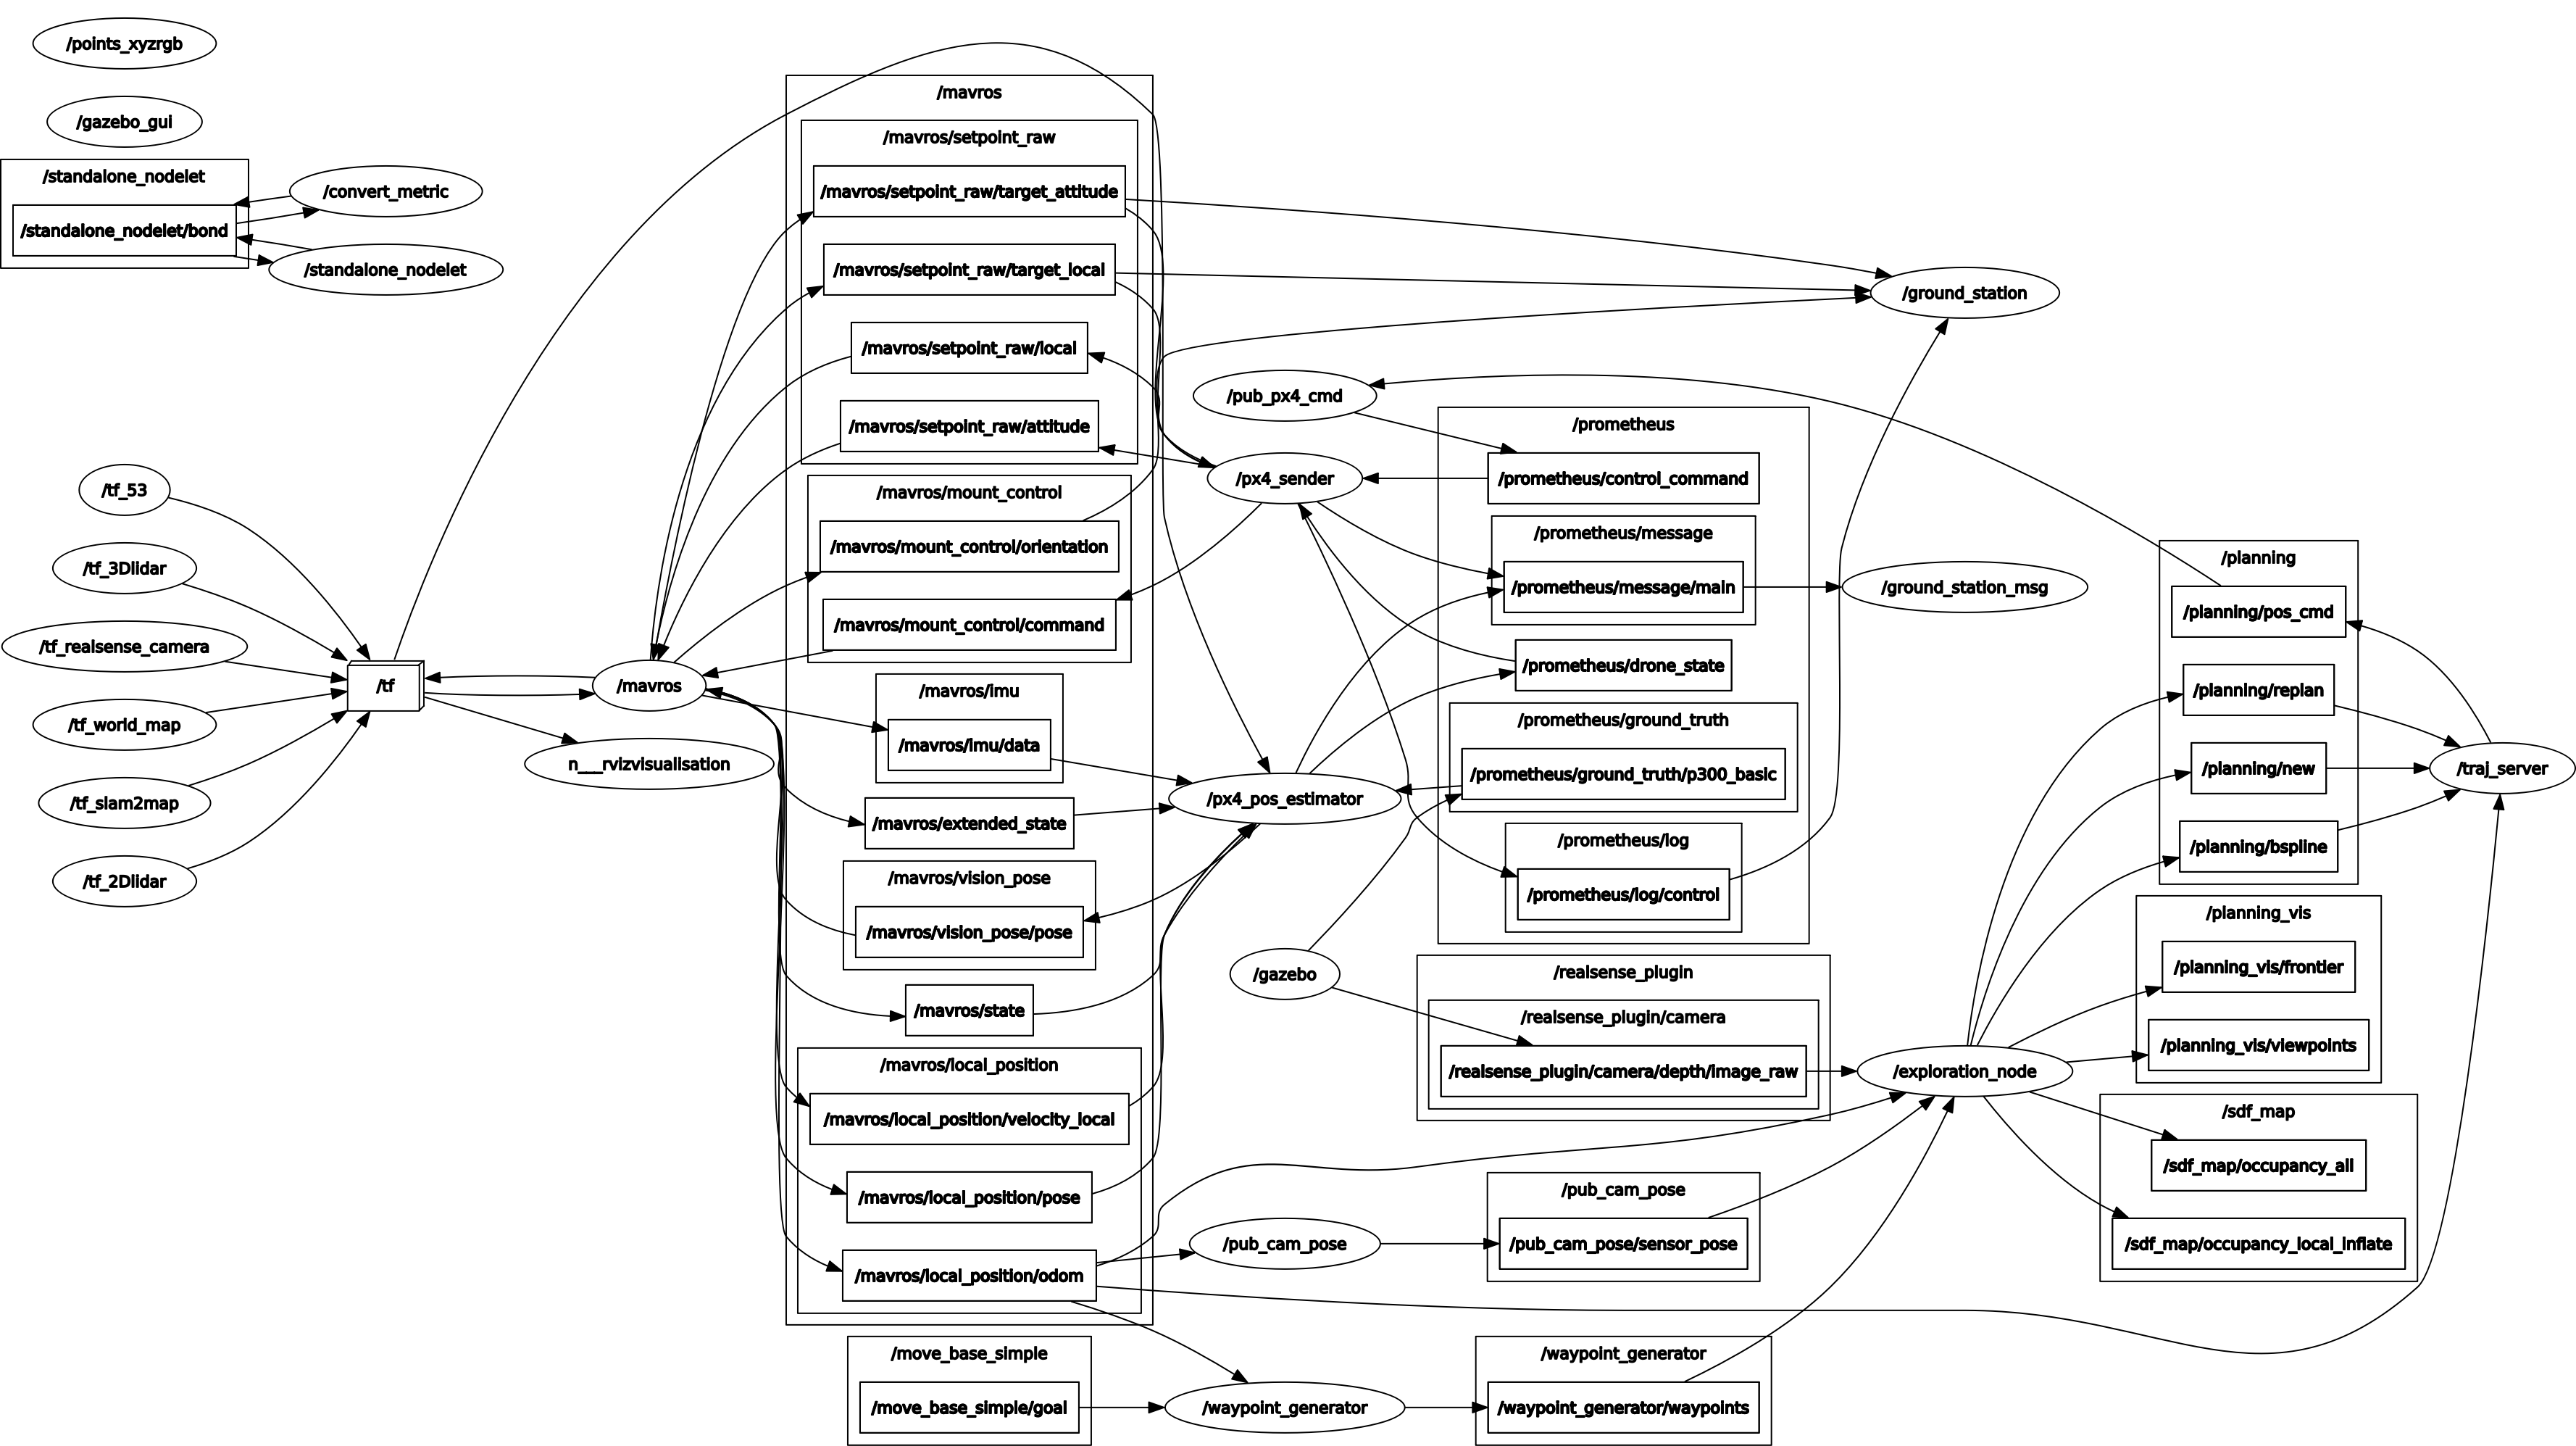 /points_xyzrgb
/gazebo_gui
/standalone_nodelet
/standalone_nodelet/bond
/convert_metric
/standalone_nodelet
/tf_53
/tf_3Dlidar
/tf_realsense_camera
/tf_world_map
/tf_slam2map
/tf_2Dlidar
/tf
/mavros
n___rvizvisualisation
/mavros
/mavros/setpoint_raw
/mavros/setpoint_raw/target_attitude
/mavros/setpoint_raw/target_local
/mavros/setpoint_raw/local
/mavros/setpoint_raw/attitude
/mavros/mount_control
/mavros/mount_control/orientation
/mavros/mount_control/command
/mavros/imu
/mavros/imu/data
/mavros/extended_state
/mavros/vision_pose
/mavros/vision_pose/pose
/mavros/state
/mavros/local_position
/mavros/local_position/velocity_local
/mavros/local_position/pose
/mavros/local_position/odom
/move_base_simple
/move_base_simple/goal
/pub_px4_cmd
/px4_sender
/px4_pos_estimator
/gazebo
/pub_cam_pose
/waypoint_generator
/prometheus
/prometheus/control_command
/prometheus/message
/prometheus/message/main
/prometheus/drone_state
/prometheus/ground_truth
/prometheus/ground_truth/p300_basic
/prometheus/log
/prometheus/log/control
/realsense_plugin
/realsense_plugin/camera
/realsense_plugin/camera/depth/image_raw
/pub_cam_pose
/pub_cam_pose/sensor_pose
/waypoint_generator
/waypoint_generator/waypoints
/ground_station
/ground_station_msg
/exploration_node
/planning
/planning/pos_cmd
/planning/replan
/planning/new
/planning/bspline
/planning_vis
/planning_vis/frontier
/planning_vis/viewpoints
/sdf_map
/sdf_map/occupancy_all
/sdf_map/occupancy_local_inflate
/traj_server